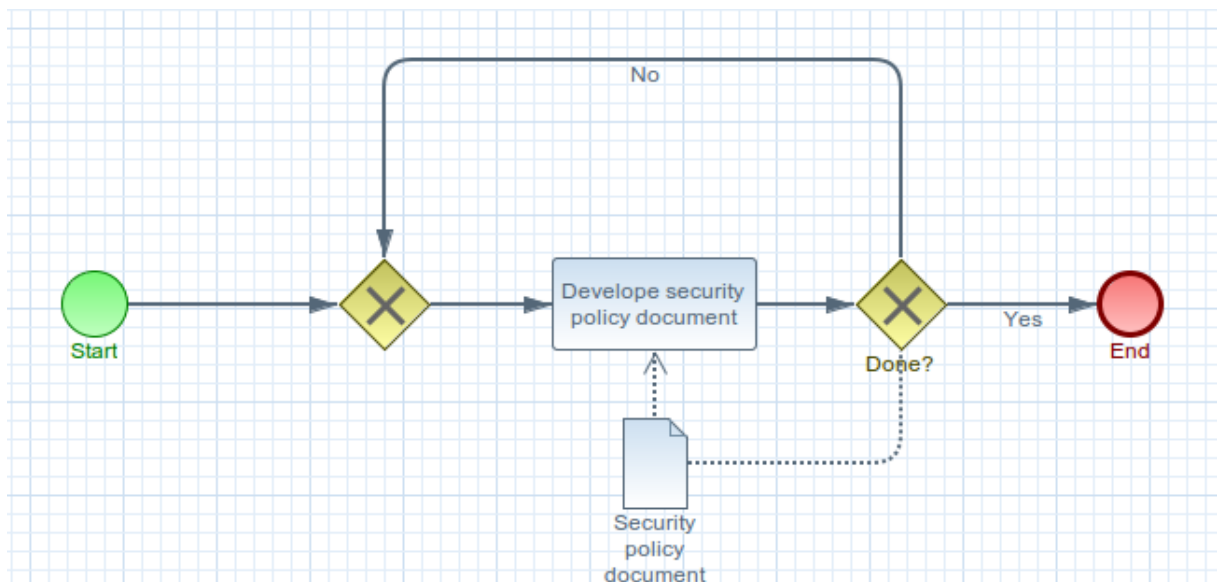 No
Start
Develope security
policy document
Done?
Yes
End
Security
policy
document